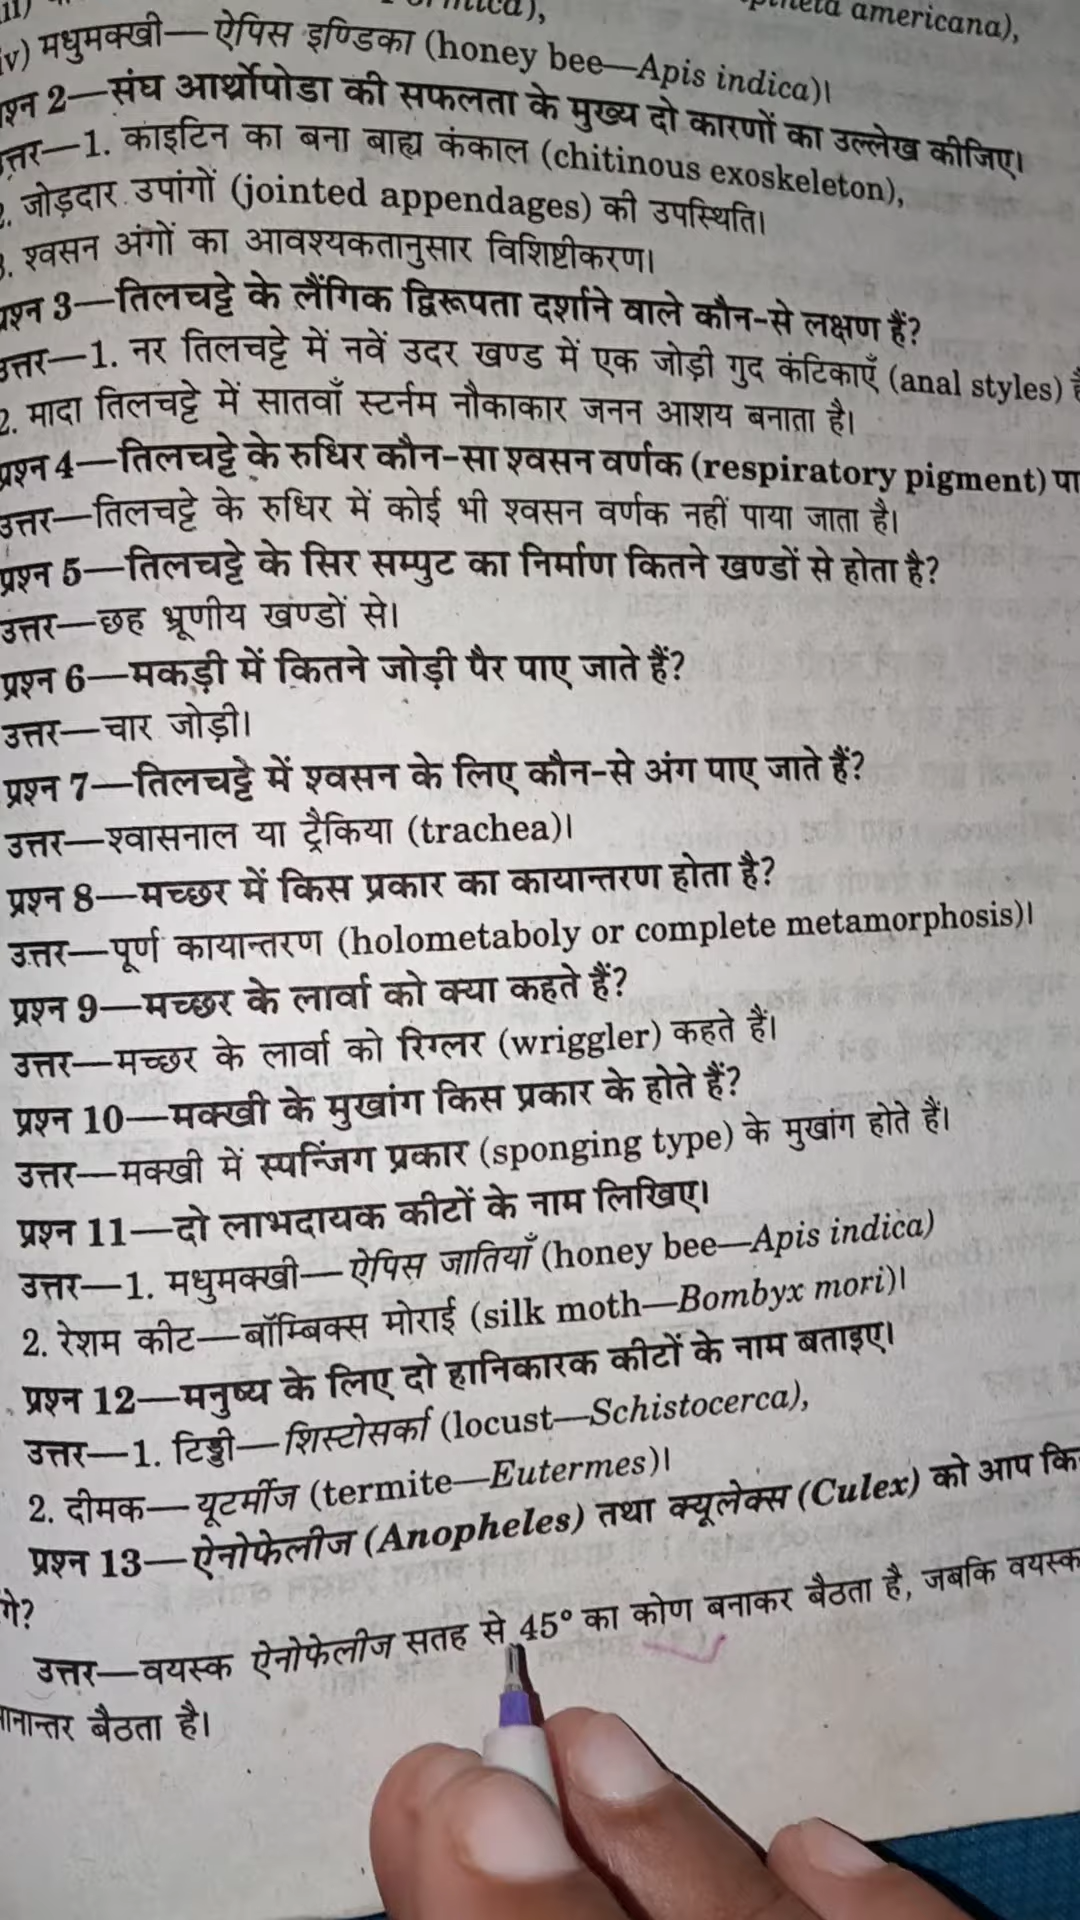 americana),
iv) मधुमक्खी—ऐपिस इण्डिका (honey bee—Apis indica)।
प्रश्न 2—संघ आर्थ्रोपोडा की सफलता के मुख्य दो कारणों का उल्लेख कीजिए।
उत्तर—1. काइटिन का बना बाह्य कंकाल (chitinous exoskeleton),
2. जोड़दार उपांगों (jointed appendages) की उपस्थिति।
3. श्वसन अंगों का आवश्यकतानुसार विशिष्टीकरण।
प्रश्न 3—तिलचट्टे के लैंगिक द्विरूपता दर्शाने वाले कौन-से लक्षण हैं?
उत्तर—1. नर तिलचट्टे में नवें उदर खण्ड में एक जोड़ी गुद कंटिकाएँ (anal styles)
2. मादा तिलचट्टे में सातवाँ स्टर्नम नौकाकार जनन आशय बनाता है।
प्रश्न 4—तिलचट्टे के रुधिर कौन-सा श्वसन वर्णक (respiratory pigment) पा
उत्तर—तिलचट्टे के रुधिर में कोई भी श्वसन वर्णक नहीं पाया जाता है।
प्रश्न 5—तिलचट्टे के सिर सम्पुट का निर्माण कितने खण्डों से होता है?
उत्तर—छह भ्रूणीय खण्डों से।
प्रश्न 6—मकड़ी में कितने जोड़ी पैर पाए जाते हैं?
उत्तर—चार जोड़ी।
प्रश्न 7—तिलचट्टे में श्वसन के लिए कौन-से अंग पाए जाते हैं?
उत्तर—श्वासनाल या ट्रैकिया (trachea)।
प्रश्न 8—मच्छर में किस प्रकार का कायान्तरण होता है?
उत्तर—पूर्ण कायान्तरण (holometaboly or complete metamorphosis)।
प्रश्न 9—मच्छर के लार्वा को क्या कहते हैं?
उत्तर—मच्छर के लार्वा को रिग्लर (wriggler) कहते हैं।
प्रश्न 10—मक्खी के मुखांग किस प्रकार के होते हैं?
उत्तर—मक्खी में स्पन्जिंग प्रकार (sponging type) के मुखांग होते हैं।
प्रश्न 11—दो लाभदायक कीटों के नाम लिखिए।
उत्तर—1. मधुमक्खी—ऐपिस जातियाँ (honey bee—Apis indica)
2. रेशम कीट—बॉम्बिक्स मोराई (silk moth—Bombyx mori)।
प्रश्न 12—मनुष्य के लिए दो हानिकारक कीटों के नाम बताइए।
उत्तर—1. टिड्डी—शिस्टोसर्का (locust—Schistocerca),
2. दीमक—यूटर्मीज (termite—Eutermes)।
प्रश्न 13—ऐनोफेलीज (Anopheles) तथा क्यूलेक्स (Culex) को आप कि
गे?
उत्तर—वयस्क ऐनोफेलीज सतह से 45° का कोण बनाकर बैठता है, जबकि वयस्क
मानान्तर बैठता है।